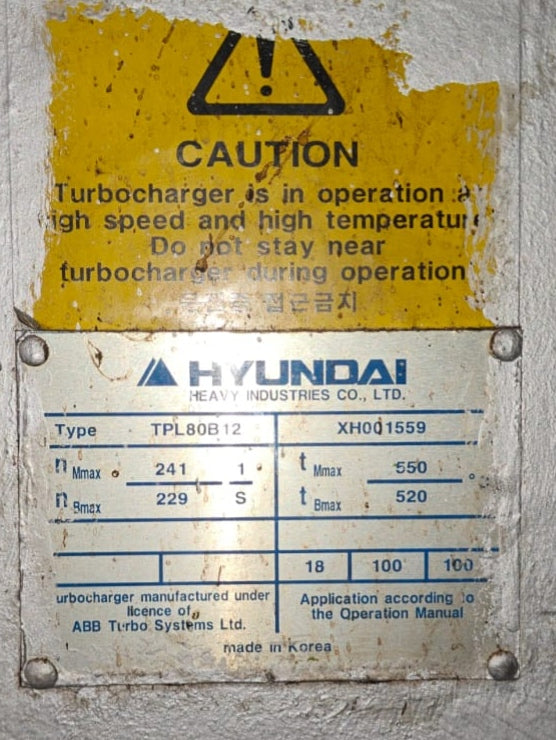 CAUTION
Turbocharger is in operation a
igh speed and high temperature
Do not stay near
turbocharger during operation
접근금지
HYUNDAI
HEAVY INDUSTRIES CO., LTD.
Type TPL80B12 XH001559
n Mmax 241 1 t Mmax 550 °
n Bmax 229 S t Bmax 520
18 100 100
urbocharger manufactured under
licence of
ABB Turbo Systems Ltd.
Application according to
the Operation Manual
made in Korea